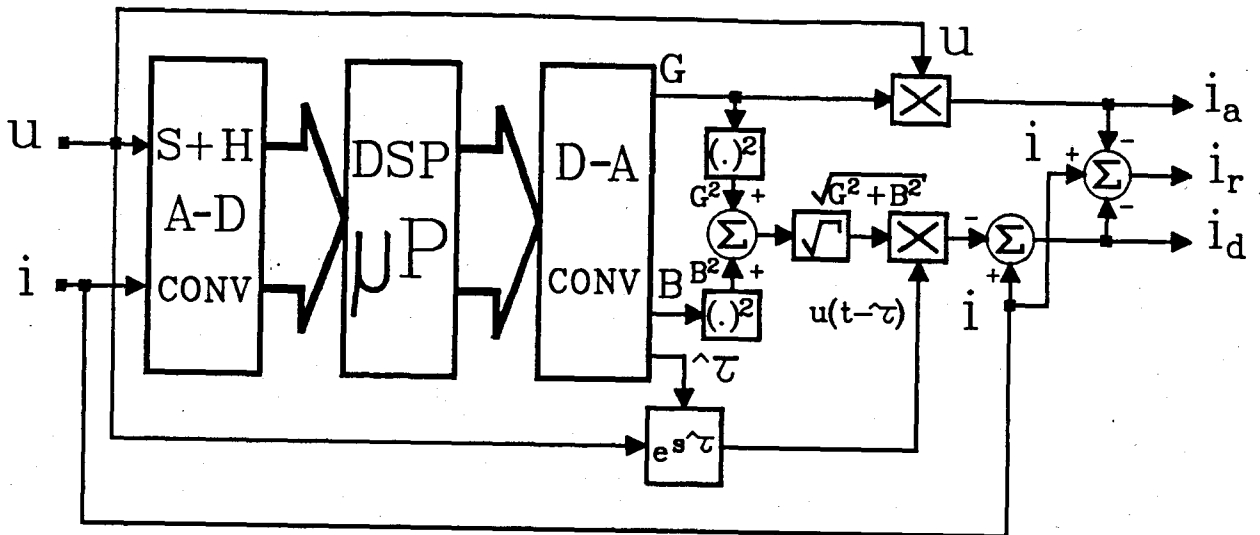 u
i
S+H
A-D
CONV
DSP
μP
D-A
CONV
G
B
^τ
(.)²
G² +
Σ
B² +
(.)²
√
√G²+B²
u
u(t-^τ)
e^s^τ
-
Σ
+
i
i
+
-
Σ
-
i_a
i_r
i_d